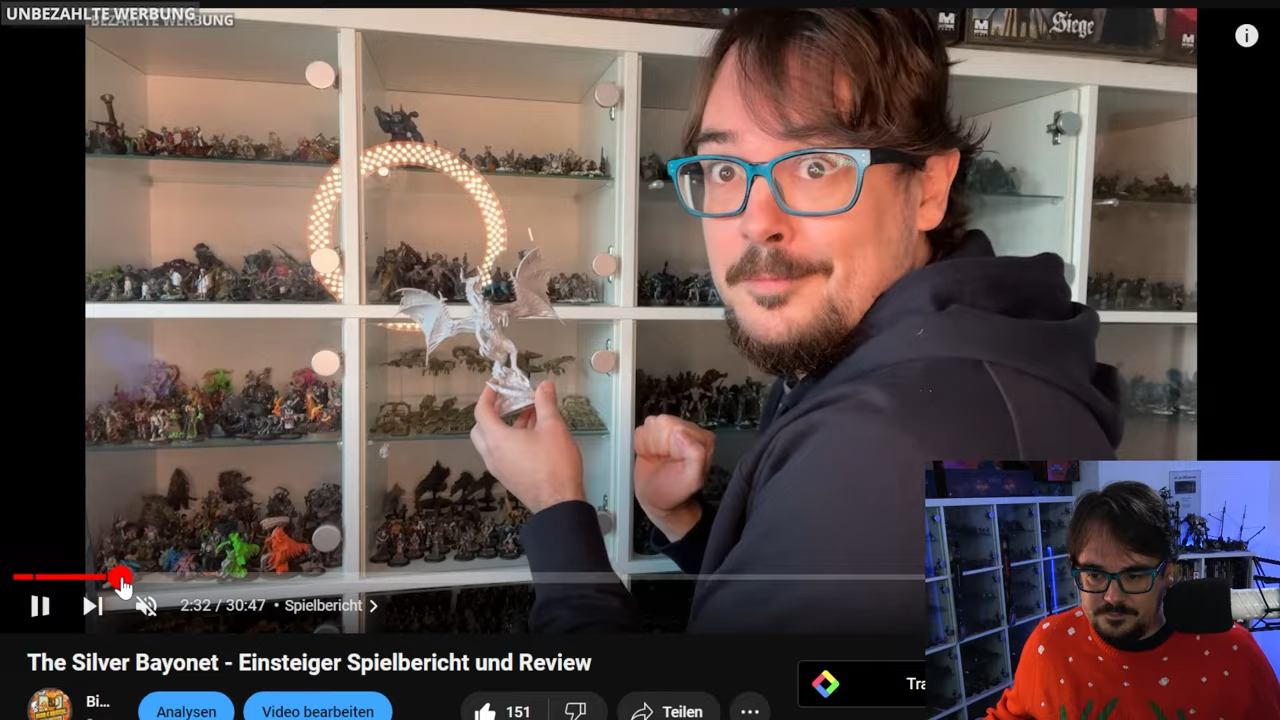 UNBEZAHLTE WERBUNG
BEZAHLTE WERBUNG
Siege
2:32 / 30:47 • Spielbericht
The Silver Bayonet - Einsteiger Spielbericht und Review
Bi...
Analysen
Video bearbeiten
151
Teilen
Tra